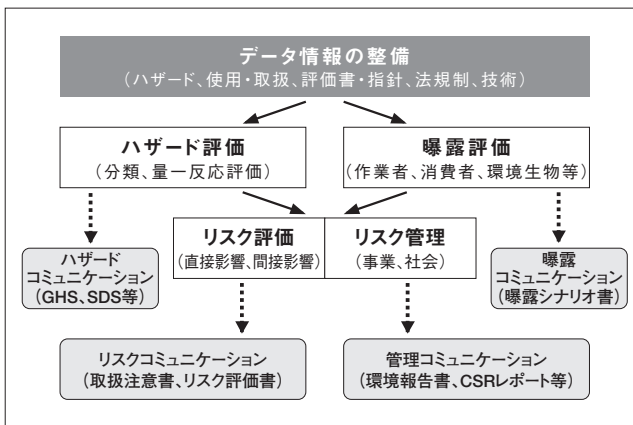 データ情報の整備
（ハザード、使用・取扱、評価書・指針、法規制、技術）
ハザード評価
（分類、量ー反応評価）
曝露評価
（作業者、消費者、環境生物等）
リスク評価
（直接影響、間接影響）
リスク管理
（事業、社会）
ハザード
コミュニケーション
（GHS、SDS等）
曝露
コミュニケーション
（曝露シナリオ書）
リスクコミュニケーション
（取扱注意書、リスク評価書）
管理コミュニケーション
（環境報告書、CSRレポート等）